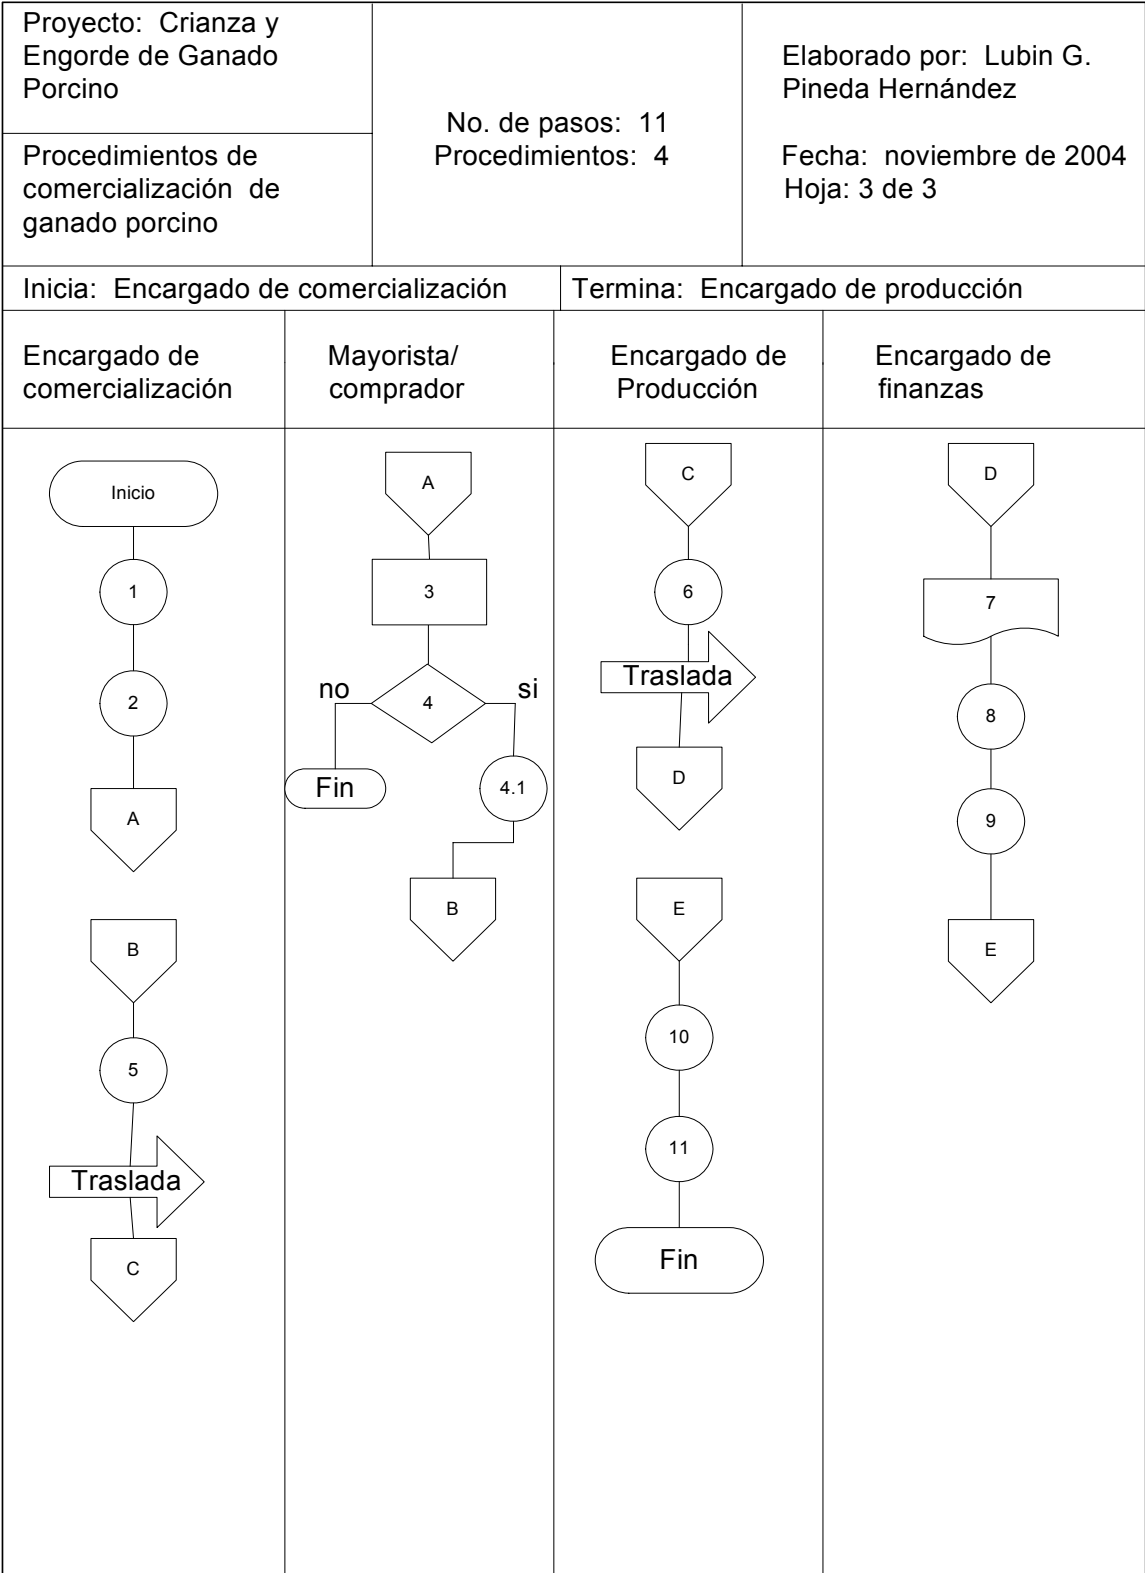 Proyecto: Crianza y
Engorde de Ganado
Porcino
Procedimientos de
comercialización de
ganado porcino
No. de pasos: 11
Procedimientos: 4
Elaborado por: Lubin G.
Pineda Hernández
Fecha: noviembre de 2004
Hoja: 3 de 3
Inicia: Encargado de comercialización
Termina: Encargado de producción
Encargado de
comercialización
Mayorista/
comprador
Encargado de
Producción
Encargado de
finanzas
Inicio
1
2
A
B
5
Traslada
C
A
3
4
no
si
Fin
4.1
B
C
6
Traslada
D
E
10
11
Fin
D
7
8
9
E